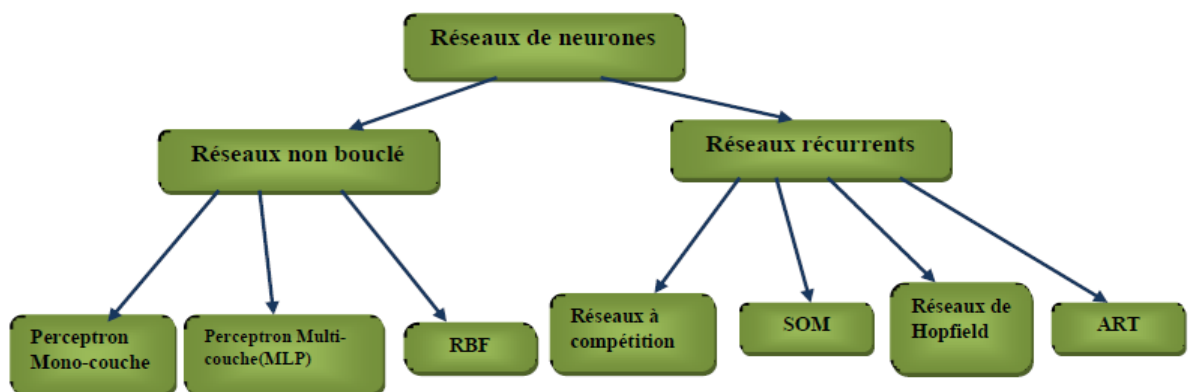 Réseaux de neurones
Réseaux non bouclé
Réseaux récurrents
Perceptron
Mono-couche
Perceptron Multi-
couche(MLP)
RBF
Réseaux à
compétition
SOM
Réseaux de
Hopfield
ART